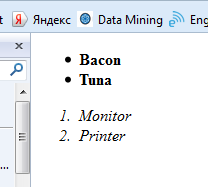 Яндекс Data Mining Eng
Bacon
Tuna
1. Monitor
2. Printer